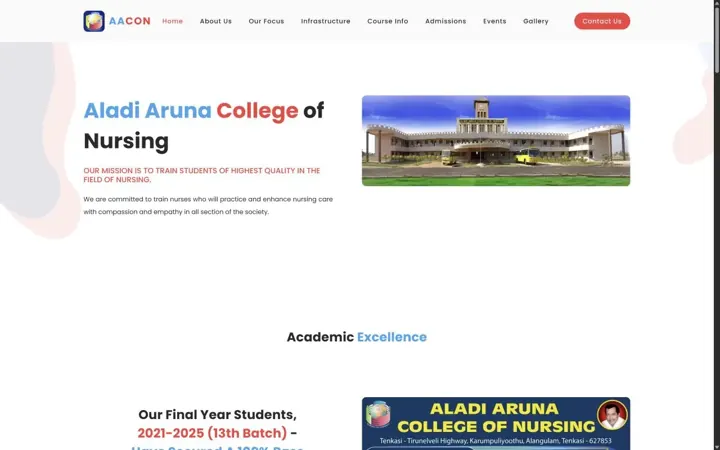 AACON
Home
About Us
Our Focus
Infrastructure
Course Info
Admissions
Events
Gallery
Contact Us
Aladi Aruna College of
Nursing
OUR MISSION IS TO TRAIN STUDENTS OF HIGHEST QUALITY IN THE
FIELD OF NURSING.
We are committed to train nurses who will practice and enhance nursing care
with compassion and empathy in all section of the society.
Academic Excellence
Our Final Year Students,
2021-2025 (13th Batch) -
Have Secured A 100% Pass
ALADI ARUNA
COLLEGE OF NURSING
Tenkasi - Tirunelveli Highway, Karumpuliyoothu, Alangulam, Tenkasi - 627853